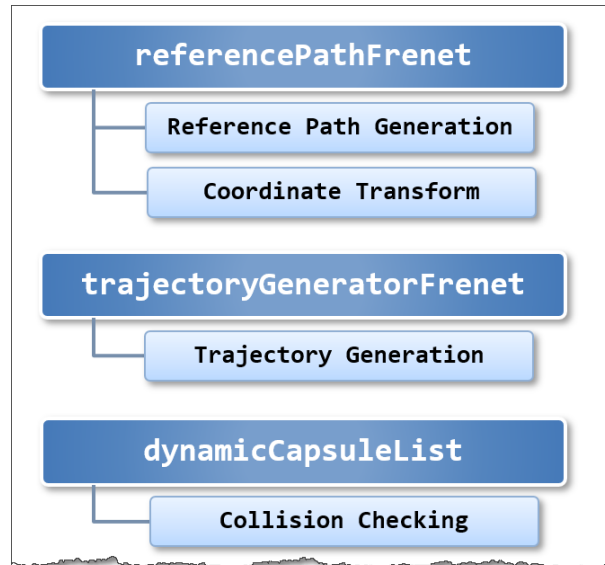 referencePathFrenet
Reference Path Generation
Coordinate Transform
trajectoryGeneratorFrenet
Trajectory Generation
dynamicCapsuleList
Collision Checking